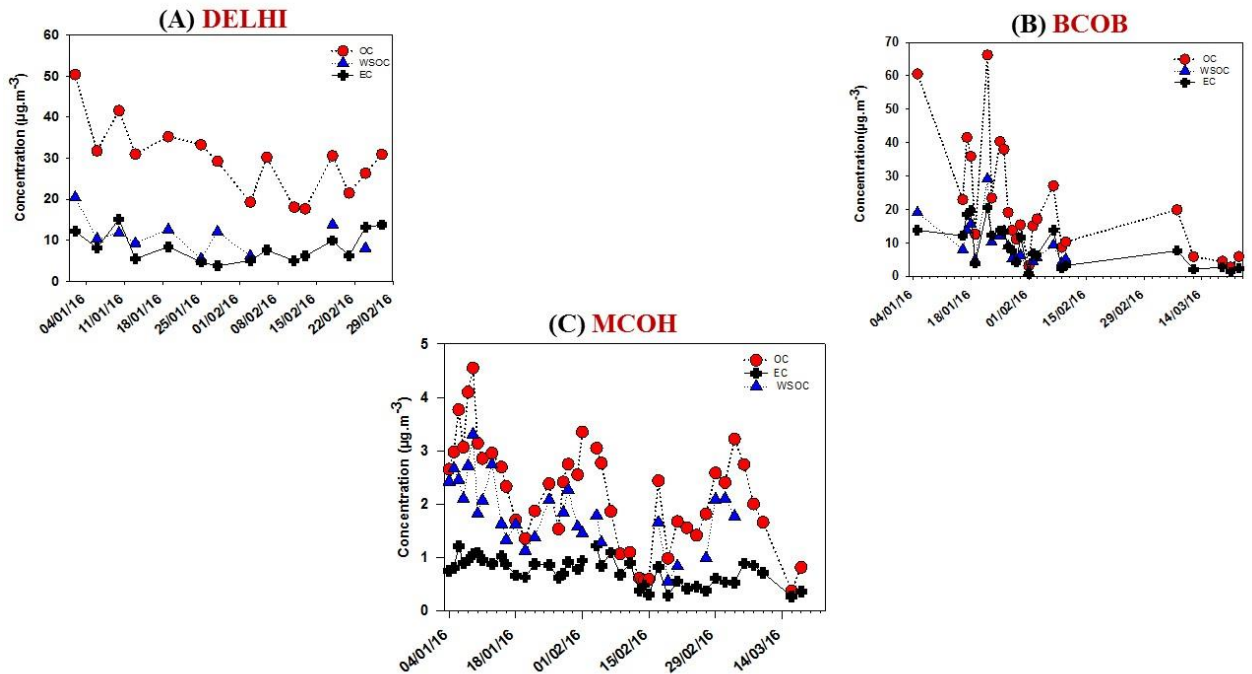 (A) DELHI
60
50
40
30
20
10
0
Concentration (µg.m-3)
OC
WSOC
EC
04/01/16
11/01/16
18/01/16
25/01/16
01/02/16
08/02/16
15/02/16
22/02/16
29/02/16
(B) BCOB
70
60
50
40
30
20
10
0
Concentration(µg.m-3)
OC
WSOC
EC
04/01/16
18/01/16
01/02/16
15/02/16
29/02/16
14/03/16
(C) MCOH
5
4
3
2
1
0
Concentration (µg.m-3)
OC
EC
WSOC
04/01/16
18/01/16
01/02/16
15/02/16
29/02/16
14/03/16